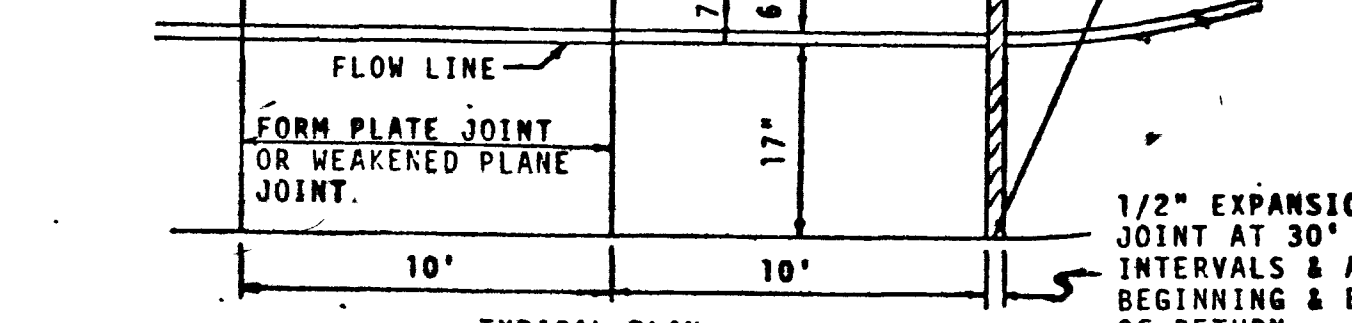 7
6
FLOW LINE
FORM PLATE JOINT
OR WEAKENED PLANE
JOINT.
17"
10'
10'
1/2"
JOINT AT 30'
INTERVALS &
BEGINNING &